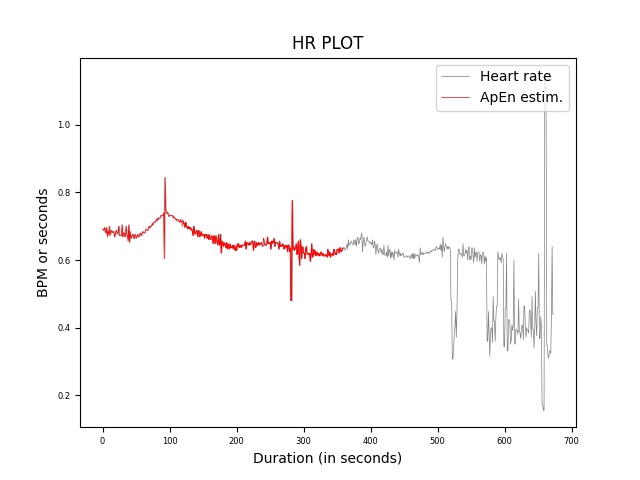 HR PLOT
Heart rate
ApEn estim.
BPM or seconds
1.0
0.8
0.6
0.4
0.2
0 100 200 300 400 500 600 700
Duration (in seconds)